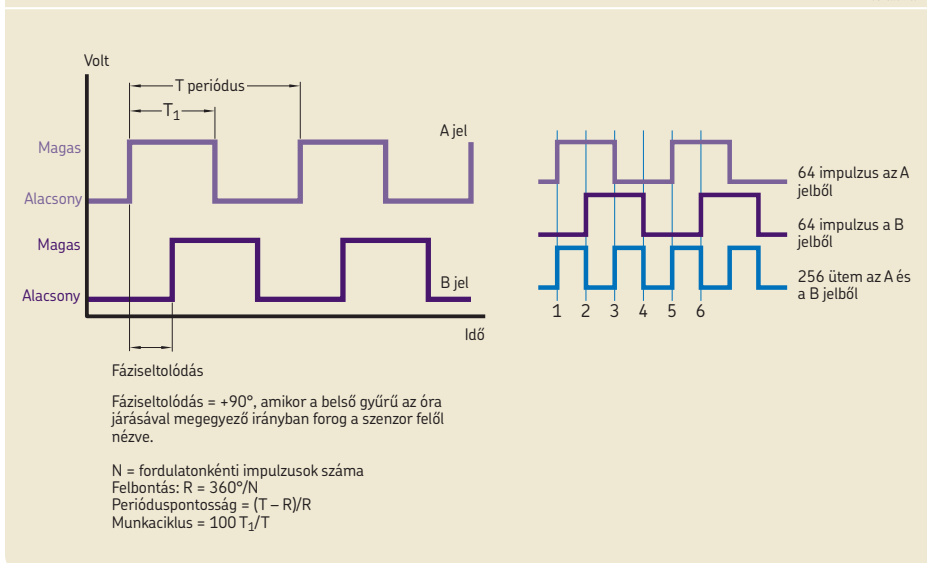 Volt
T periódus
T1
A jel
Magas
Alacsony
Magas
Alacsony
B jel
Idő
Fáziseltolódás
Fáziseltolódás = +90°, amikor a belső gyűrű az óra
járásával megegyező irányban forog a szenzor felől
nézve.
N = fordulatonkénti impulzusok száma
Felbontás: R = 360°/N
Perióduspontosság = (T – R)/R
Munkaciklus = 100 T1/T
64 impulzus az A
jelből
64 impulzus a B
jelből
256 ütem az A és
a B jelből
1 2 3 4 5 6